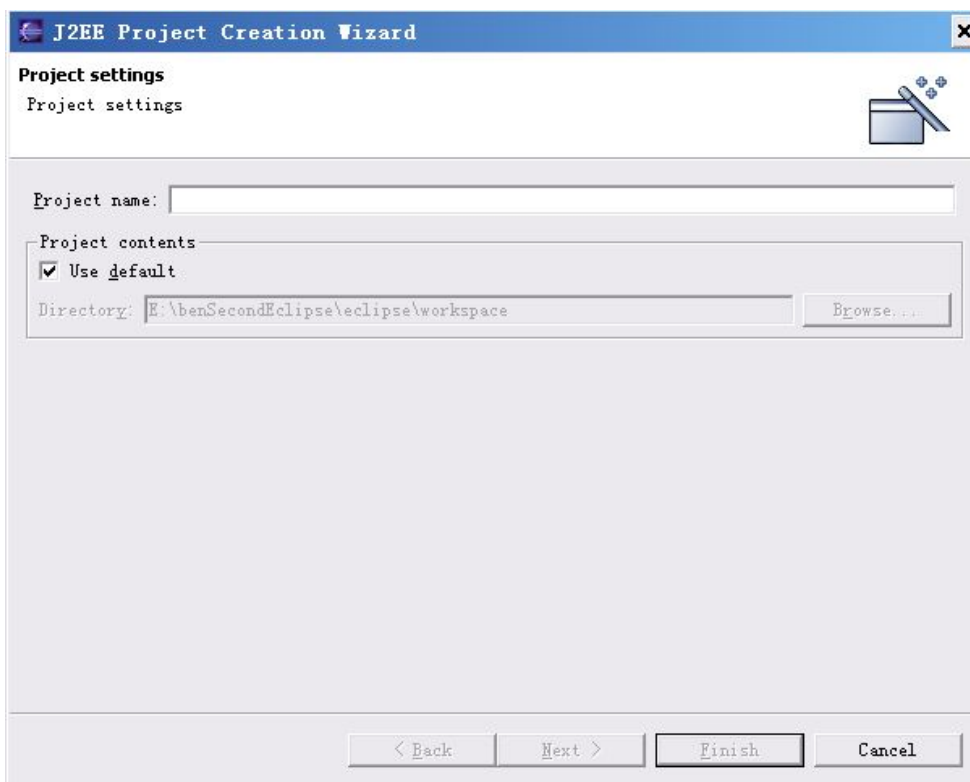 J2EE Project Creation Wizard
Project settings
Project settings
Project name:
Project contents
Use default
Directory: E:\benSecondEclipse\eclipse\workspace Browse...
< Back Next > Finish Cancel